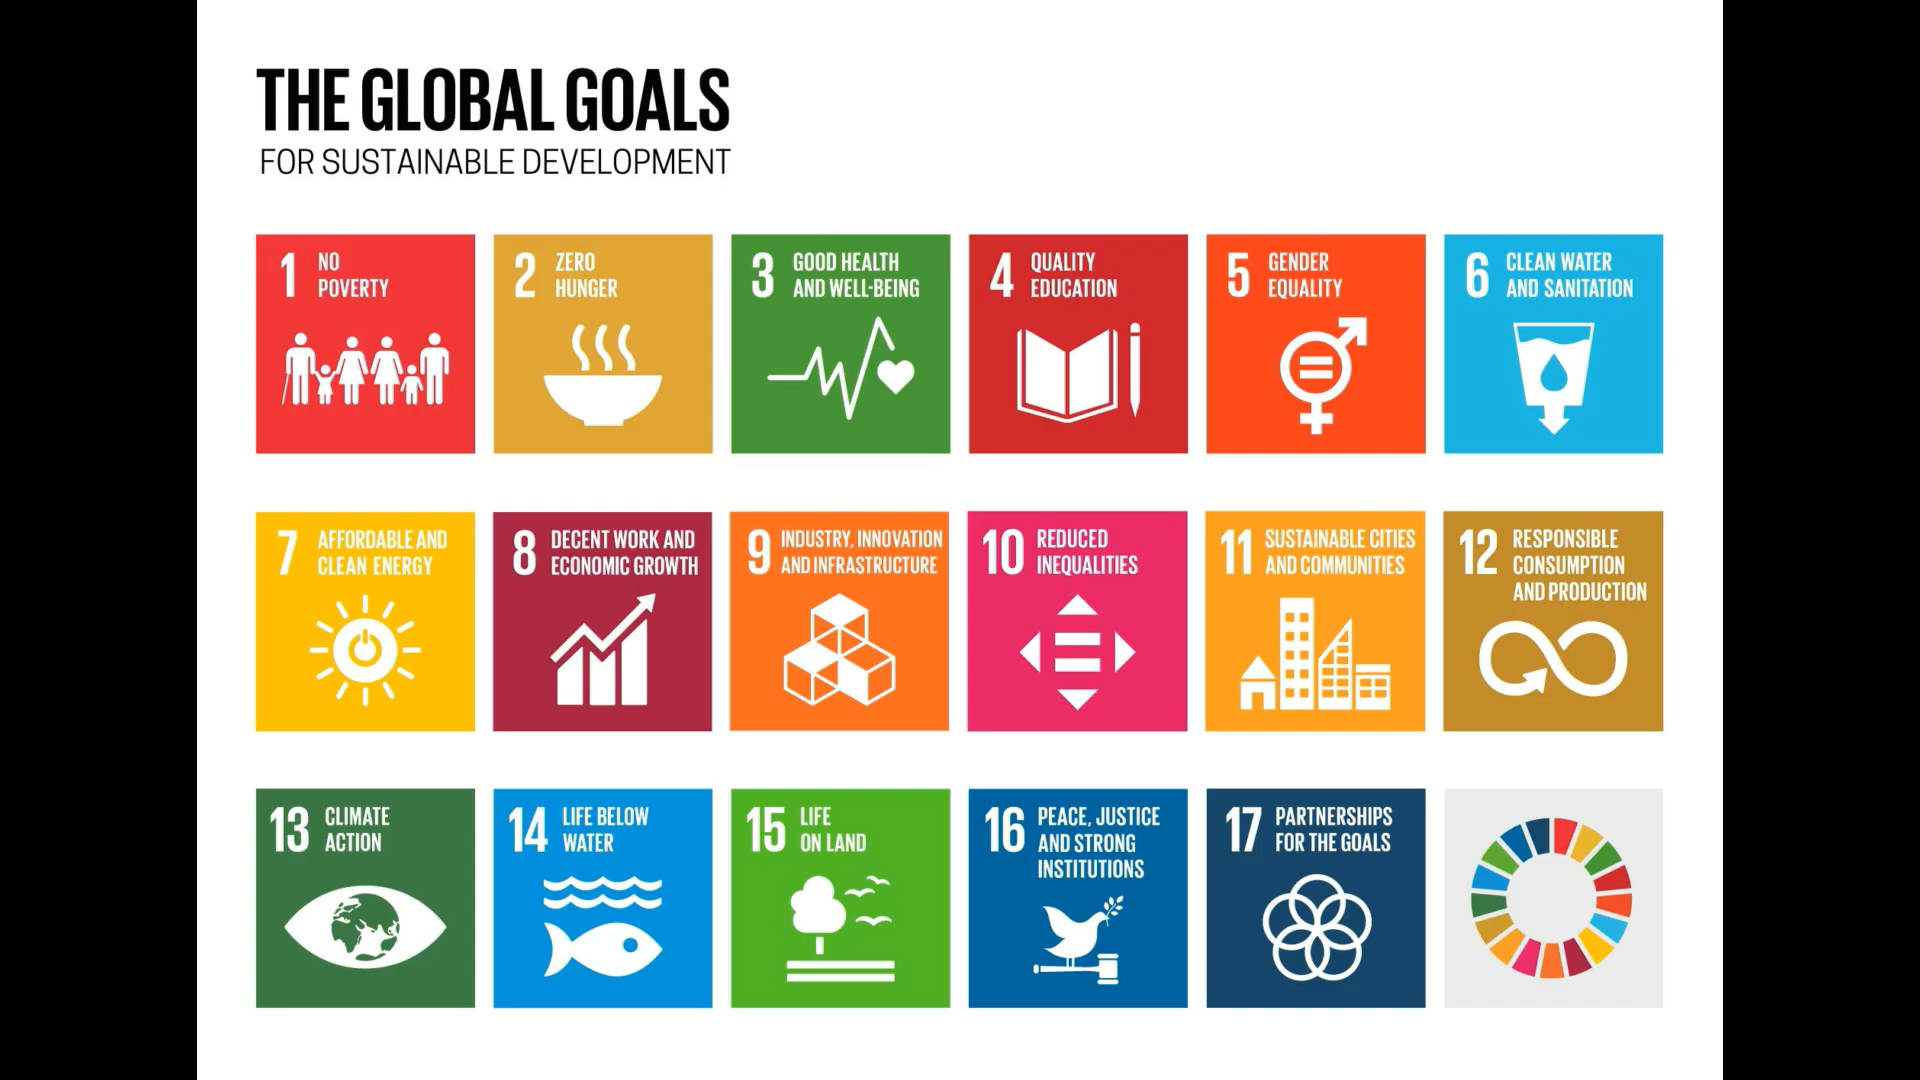 THE GLOBAL GOALS
FOR SUSTAINABLE DEVELOPMENT
1 NO
POVERTY
2 ZERO
HUNGER
3 GOOD HEALTH
AND WELL-BEING
4 QUALITY
EDUCATION
5 GENDER
EQUALITY
6 CLEAN WATER
AND SANITATION
7 AFFORDABLE AND
CLEAN ENERGY
8 DECENT WORK AND
ECONOMIC GROWTH
9 INDUSTRY, INNOVATION
AND INFRASTRUCTURE
10 REDUCED
INEQUALITIES
11 SUSTAINABLE CITIES
AND COMMUNITIES
12 RESPONSIBLE
CONSUMPTION
AND PRODUCTION
13 CLIMATE
ACTION
14 LIFE BELOW
WATER
15 LIFE
ON LAND
16 PEACE, JUSTICE
AND STRONG
INSTITUTIONS
17 PARTNERSHIPS
FOR THE GOALS